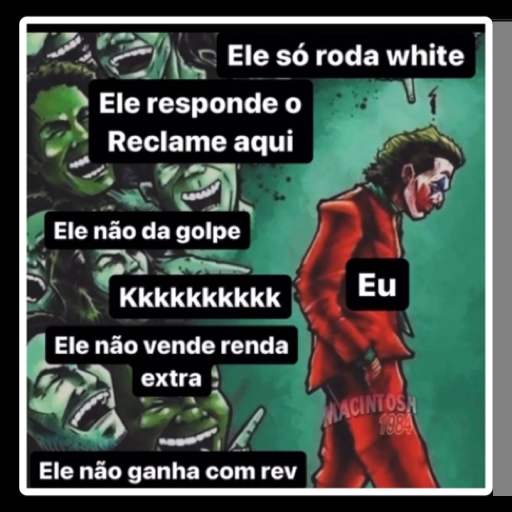 Ele só roda white
Ele responde o
Reclame aqui
Ele não da golpe
Kkkkkkkkkk
Eu
Ele não vende renda
extra
MACINTOSH
1984
Ele não ganha com rev